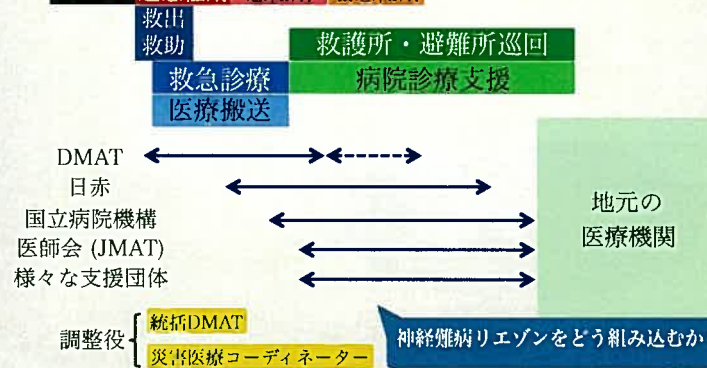 救出
救助
救護所・避難所巡回
救急診療
病院診療支援
医療搬送
DMAT
日赤
国立病院機構
医師会 (JMAT)
様々な支援団体
地元の
医療機関
調整役
統括DMAT
災害医療コーディネーター
神経難病リエゾンをどう組み込むか